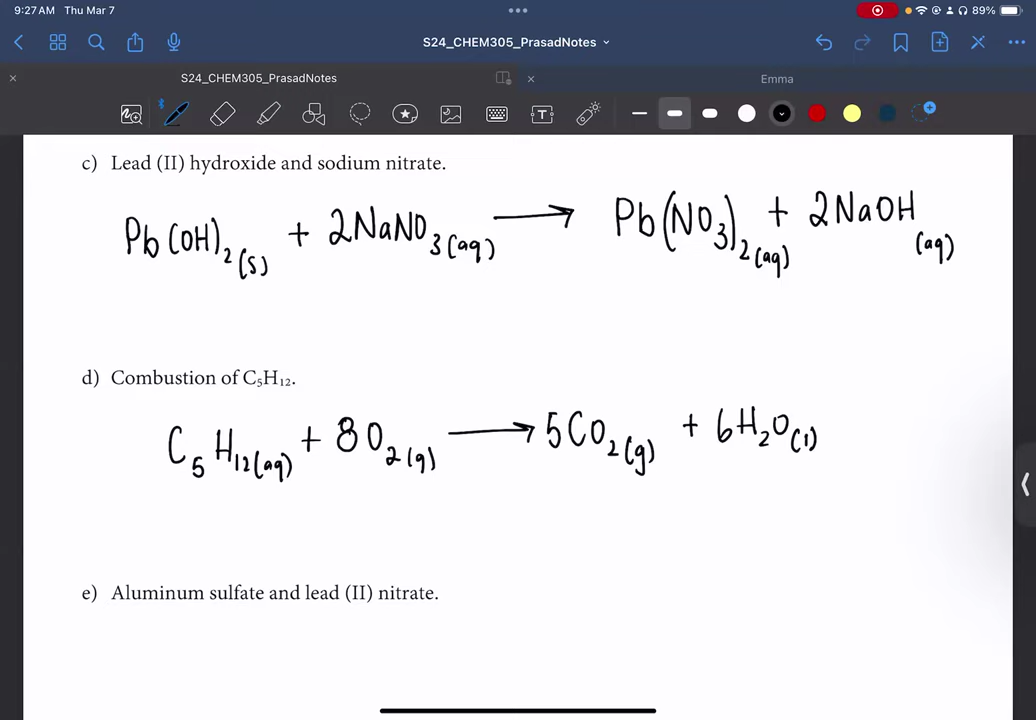 9:27AM Thu Mar 7
89%
S24_CHEM305_PrasadNotes
S24_CHEM305_PrasadNotes
Emma
T
c) Lead (II) hydroxide and sodium nitrate.
Pb(OH)₂(s) + 2NaNO₃(aq) → Pb(NO₃)₂(aq) + 2NaOH(aq)
d) Combustion of C₅H₁₂.
C₅H₁₂(aq) + 8O₂(g) → 5CO₂(g) + 6H₂O(l)
e) Aluminum sulfate and lead (II) nitrate.